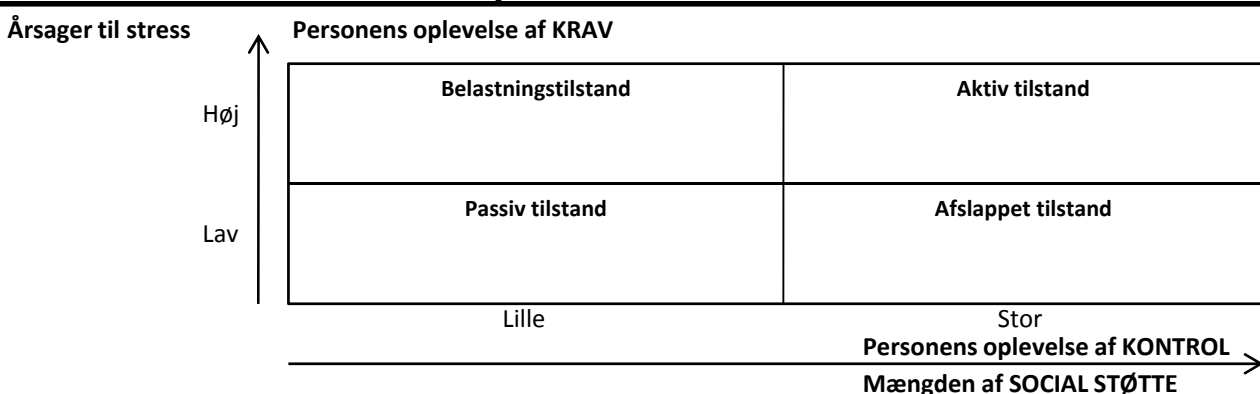 Årsager til stress
Personens oplevelse af KRAV
Belastningstilstand
Aktiv tilstand
Høj
Passiv tilstand
Afslappet tilstand
Lav
Lille
Stor
Personens oplevelse af KONTROL
Mængden af SOCIAL STØTTE